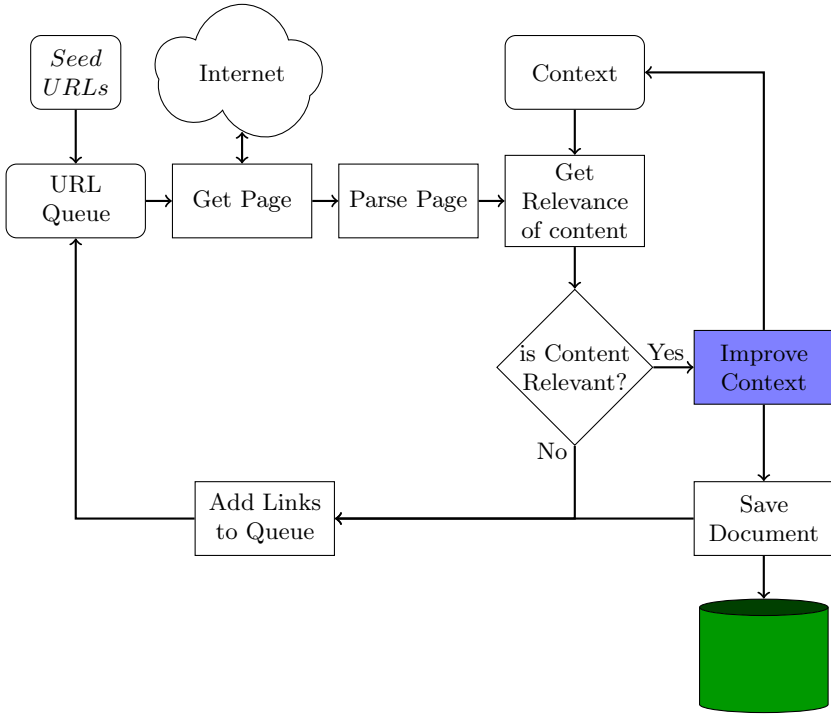 Seed
URLs
Internet
Context
URL
Queue
Get Page
Parse Page
Get
Relevance
of content
is Content
Relevant?
Yes
Improve
Context
No
Add Links
to Queue
Save
Document